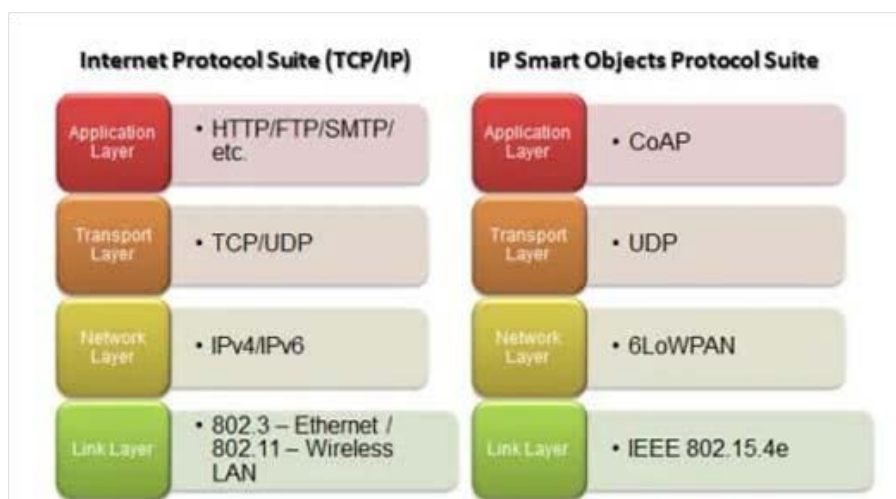 Internet Protocol Suite (TCP/IP)
Application
Layer
• HTTP/FTP/SMTP/
etc.
Transport
Layer
• TCP/UDP
Network
Layer
• IPv4/IPv6
Link Layer
• 802.3 – Ethernet /
802.11 – Wireless
LAN
IP Smart Objects Protocol Suite
Application
Layer
• CoAP
Transport
Layer
• UDP
Network
Layer
• 6LoWPAN
Link Layer
• IEEE 802.15.4e